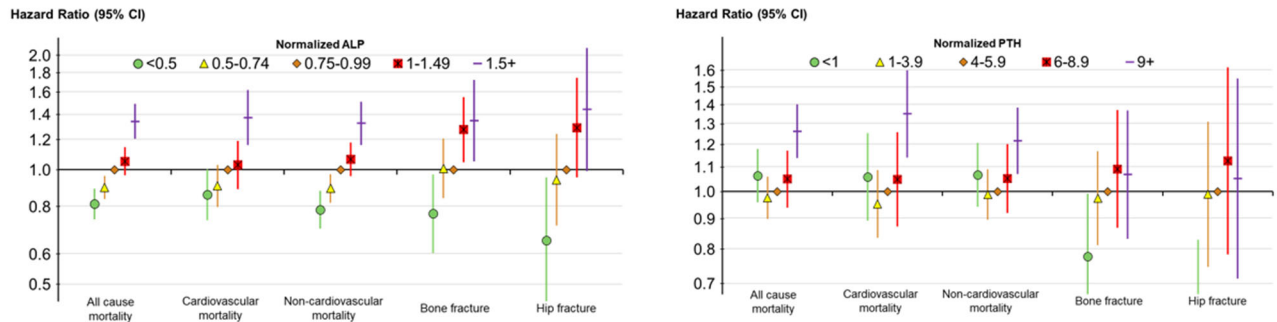 Hazard Ratio (95% CI)
Normalized ALP
<0.5 0.5-0.74 0.75-0.99 1-1.49 1.5+
2.0
1.8
1.6
1.4
1.2
1.0
0.8
0.6
0.5
All cause mortality
Cardiovascular mortality
Non-cardiovascular mortality
Bone fracture
Hip fracture
Hazard Ratio (95% CI)
Normalized PTH
<1 1-3.9 4-5.9 6-8.9 9+
1.6
1.5
1.4
1.3
1.2
1.1
1.0
0.9
0.8
0.7
All cause mortality
Cardiovascular mortality
Non-cardiovascular mortality
Bone fracture
Hip fracture